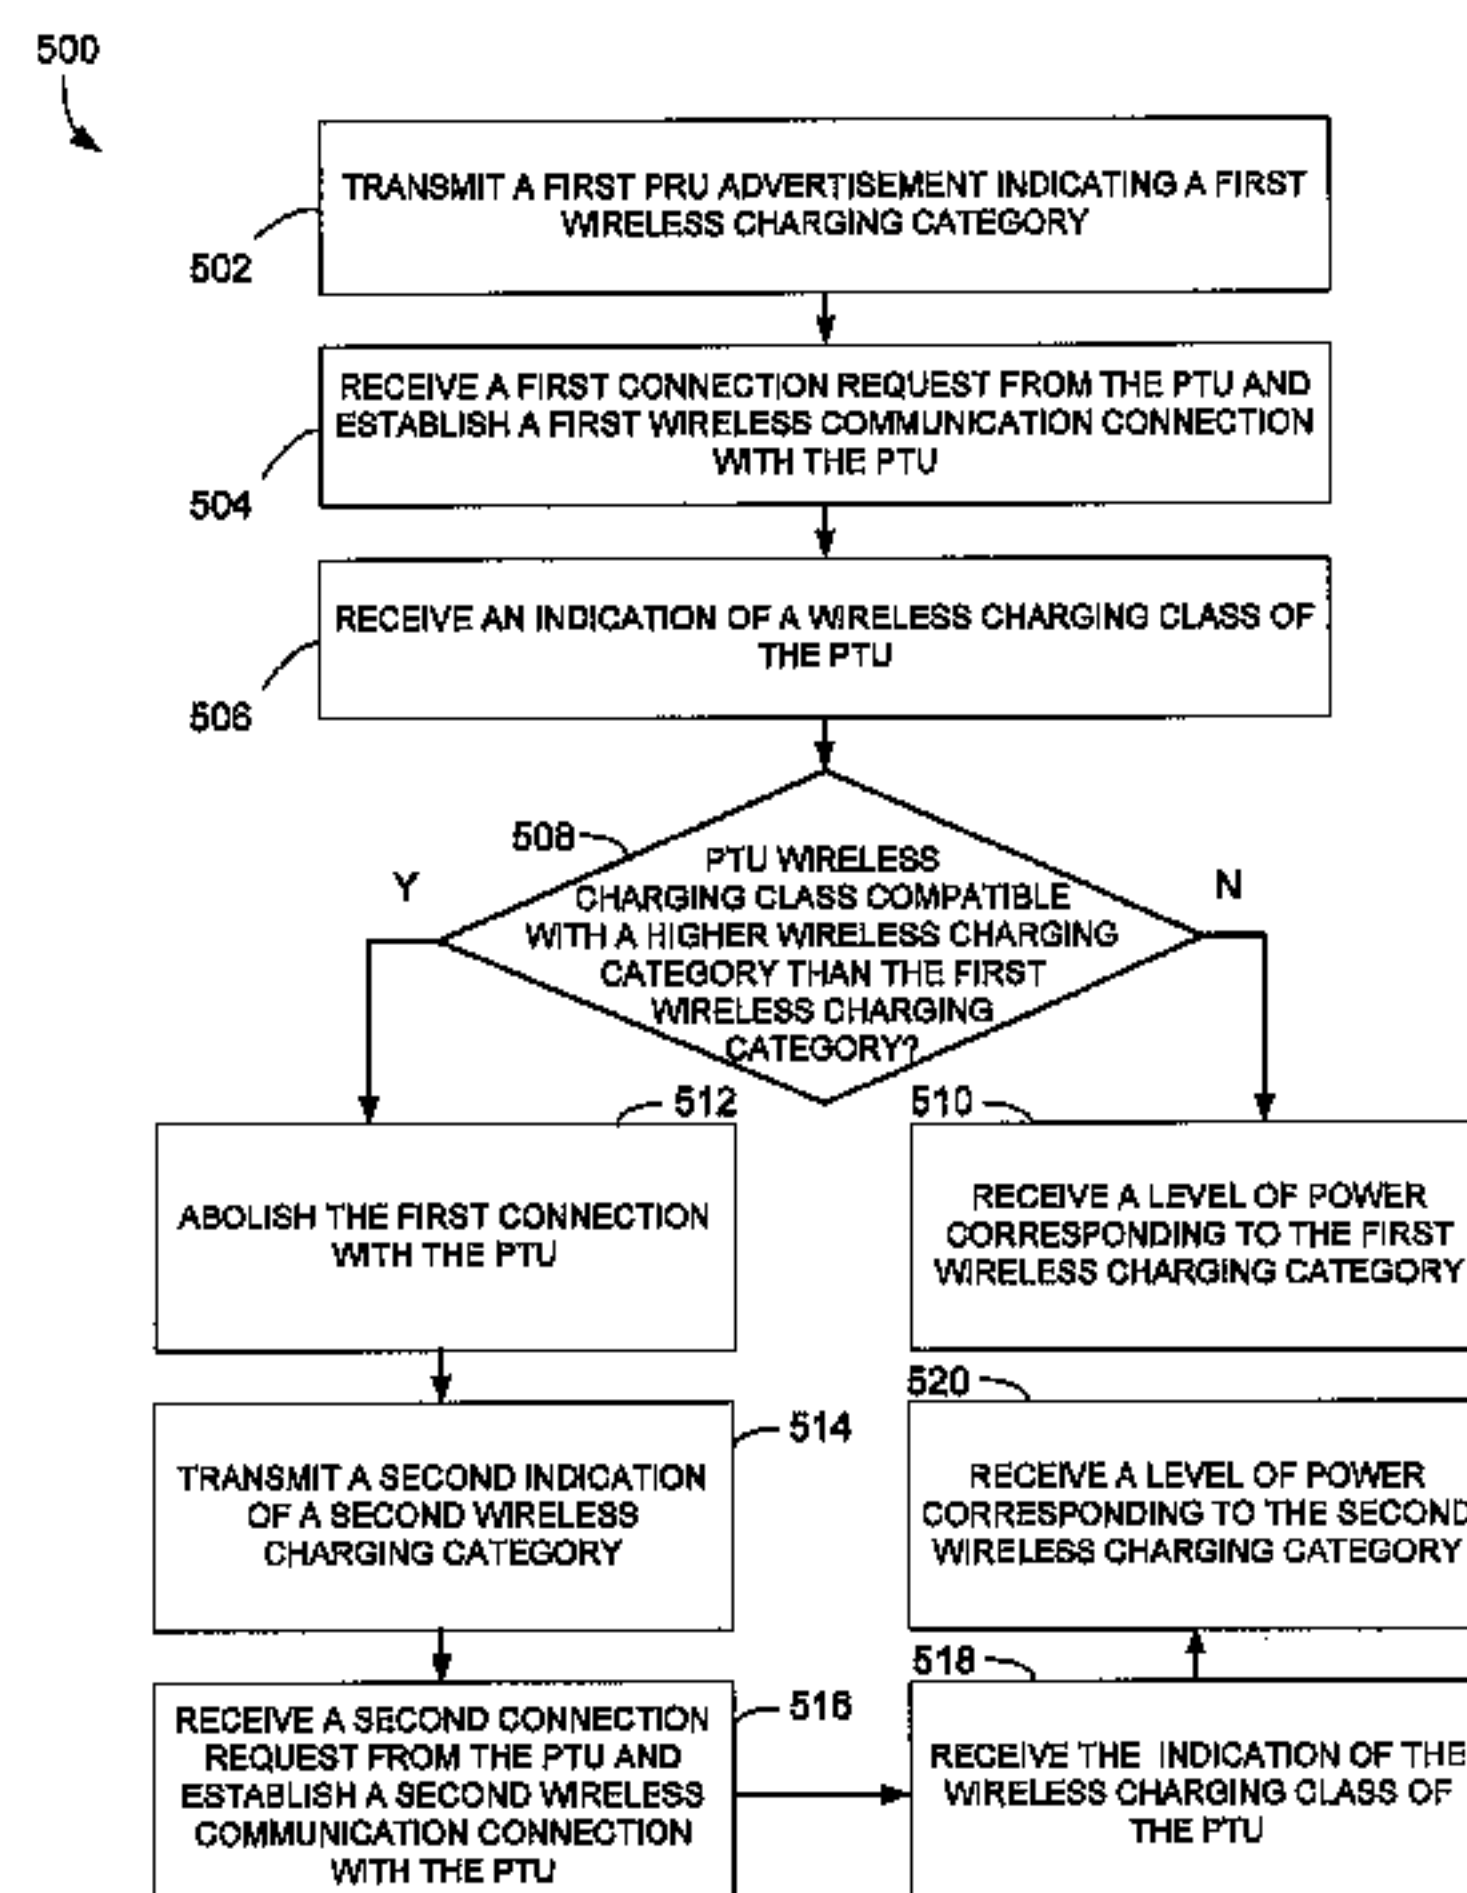 500
TRANSMIT A FIRST PRU ADVERTISEMENT INDICATING A FIRST
WIRELESS CHARGING CATEGORY
502
RECEIVE A FIRST CONNECTION REQUEST FROM THE PTU AND
ESTABLISH A FIRST WIRELESS COMMUNICATION CONNECTION
WITH THE PTU
504
RECEIVE AN INDICATION OF A WIRELESS CHARGING CLASS OF
THE PTU
506
508
PTU WIRELESS
CHARGING CLASS COMPATIBLE
WITH A HIGHER WIRELESS CHARGING
CATEGORY THAN THE FIRST
WIRELESS CHARGING
CATEGORY?
Y
N
512
ABOLISH THE FIRST CONNECTION
WITH THE PTU
510
RECEIVE A LEVEL OF POWER
CORRESPONDING TO THE FIRST
WIRELESS CHARGING CATEGORY
514
TRANSMIT A SECOND INDICATION
OF A SECOND WIRELESS
CHARGING CATEGORY
520
RECEIVE A LEVEL OF POWER
CORRESPONDING TO THE SECOND
WIRELESS CHARGING CATEGORY
516
RECEIVE A SECOND CONNECTION
REQUEST FROM THE PTU AND
ESTABLISH A SECOND WIRELESS
COMMUNICATION CONNECTION
WITH THE PTU
518
RECEIVE THE INDICATION OF THE
WIRELESS CHARGING CLASS OF
THE PTU